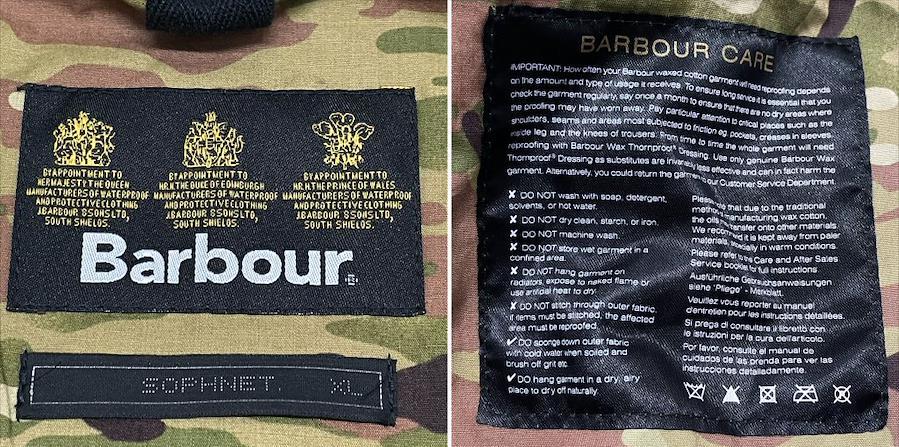 BY APPOINTMENT TO
HER MAJESTY THE QUEEN
MANUFACTURERS OF WATERPROOF
AND PROTECTIVE CLOTHING
J.BARBOUR & SONS LTD,
SOUTH SHIELDS.
BY APPOINTMENT TO
H.R.H. THE DUKE OF EDINBURGH
MANUFACTURERS OF WATERPROOF
AND PROTECTIVE CLOTHING
J.BARBOUR & SONS LTD,
SOUTH SHIELDS.
BY APPOINTMENT TO
H.R.H. THE PRINCE OF WALES
MANUFACTURERS OF WATERPROOF
AND PROTECTIVE CLOTHING
J.BARBOUR & SONS LTD,
SOUTH SHIELDS.
Barbour®
SOPHNET XL
BARBOUR CARE
IMPORTANT: How often your Barbour waxed cotton garment will need reproofing depends
on the amount and type of usage it receives. To ensure long service it is essential that you
check the garment regularly, say once a month to ensure that there are no dry areas where
the proofing may have worn away. Pay particular attention to critical places such as the
shoulders, seams and areas most subjected to friction eg. pockets, creases in sleeves,
inside leg and the knees of trousers. From time to time the whole garment will need
reproofing with Barbour Wax Thornproof® Dressing. Use only genuine Barbour Wax
Thornproof® Dressing as substitutes are invariably less effective and can in fact harm the
garment. Alternatively, you could return the garment to our Customer Service Department.
✘ DO NOT wash with soap, detergent,
solvents, or hot water.
✘ DO NOT dry clean, starch, or iron.
✘ DO NOT machine wash.
✘ DO NOT store wet garment in a
confined area.
✘ DO NOT hang garment on
radiators, expose to naked flame or
use artificial heat to dry.
✘ DO NOT stitch through outer fabric.
If items must be stitched, the affected
area must be reproofed.
✔ DO sponge down outer fabric
with cold water when soiled and
brush off grit etc.
✔ DO hang garment in a dry, airy
place to dry off naturally.
Please note that due to the traditional
method of manufacturing wax cotton,
the oils may transfer onto other materials.
We recommend it is kept away from paler
materials, especially in warm conditions.
Please refer to the Care and After Sales
Service booklet for full instructions.
Ausführliche Gebrauchsanweisungen
siehe 'Pflege' - Merkblatt.
Veuillez vous reporter au manuel
d'entretien pour les instructions détaillées.
Si prega di consultare il libretto con
le istruzioni per la cura dell'articolo.
Por favor, consulte el manual de
cuidados de las prenda para ver las
instrucciones detalladamente.